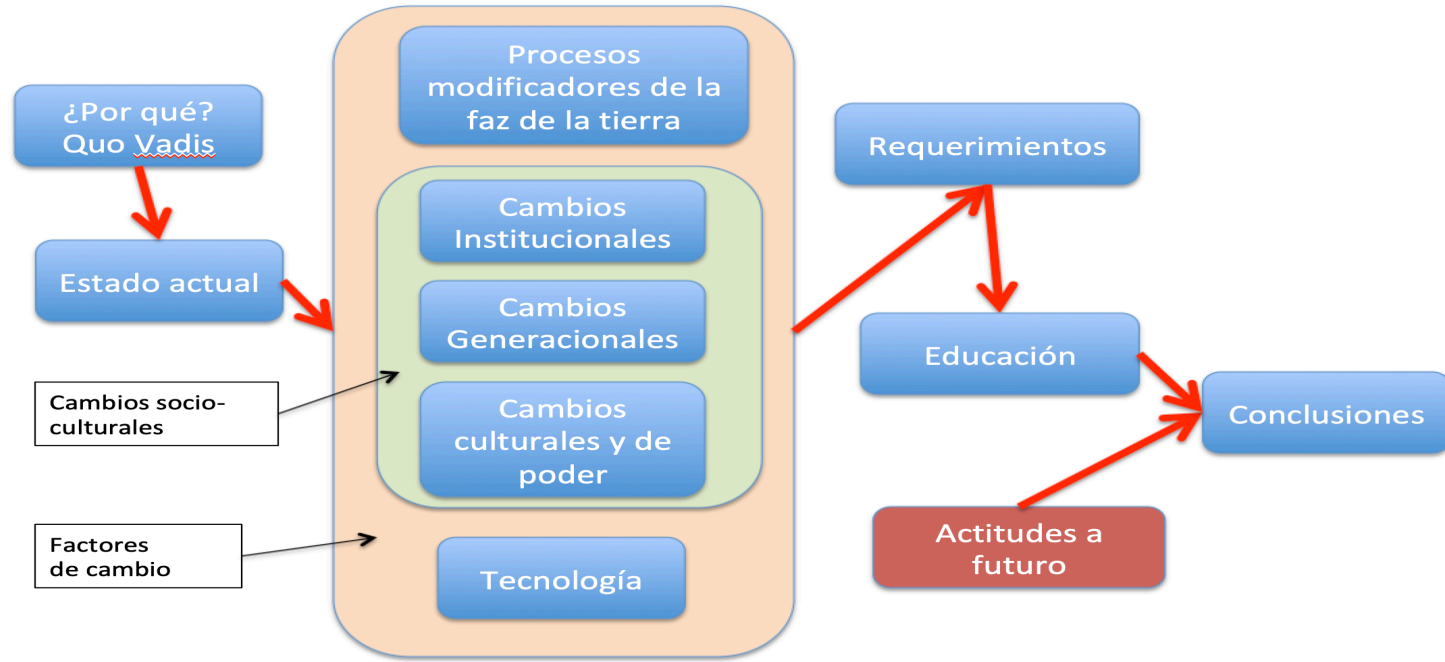 ¿Por qué?
Quo Vadis
Estado actual
Cambios socio-
culturales
Factores
de cambio
Procesos
modificadores de la
faz de la tierra
Cambios
Institucionales
Cambios
Generacionales
Cambios
culturales y de
poder
Tecnología
Requerimientos
Educación
Conclusiones
Actitudes a
futuro